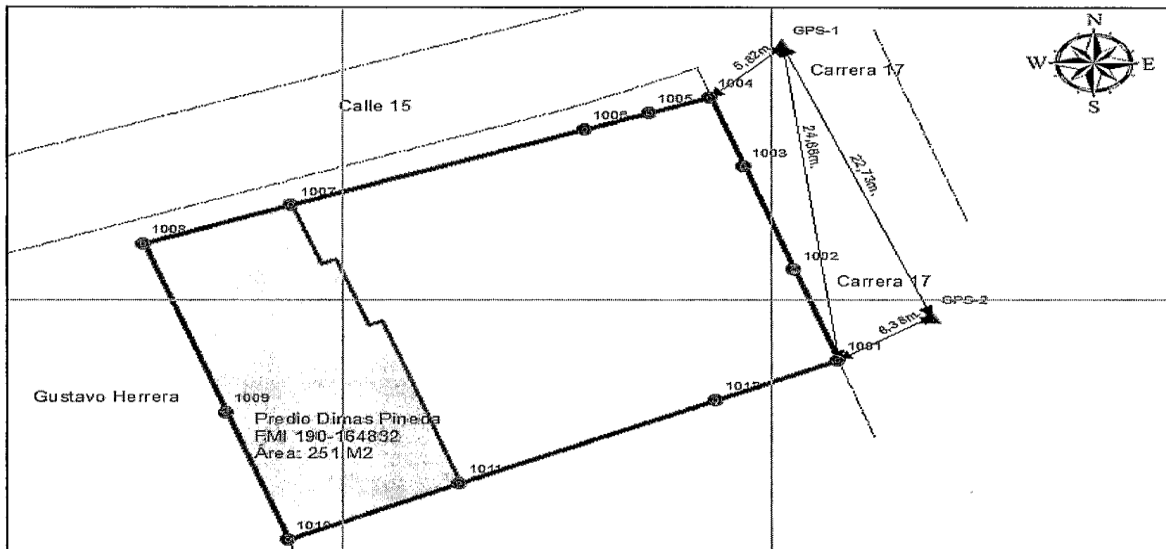 GPS-1
N
W
E
S
Carrera 17
5,82m.
1004
1005
1006
Calle 15
1003
24,68m.
22,73m.
1007
1008
1002
Carrera 17
GPS-2
6,38m.
1001
1012
Gustavo Herrera
1009
Predio Dimas Pineda
FMI 190-164832
Área: 251 M2
1011
1010